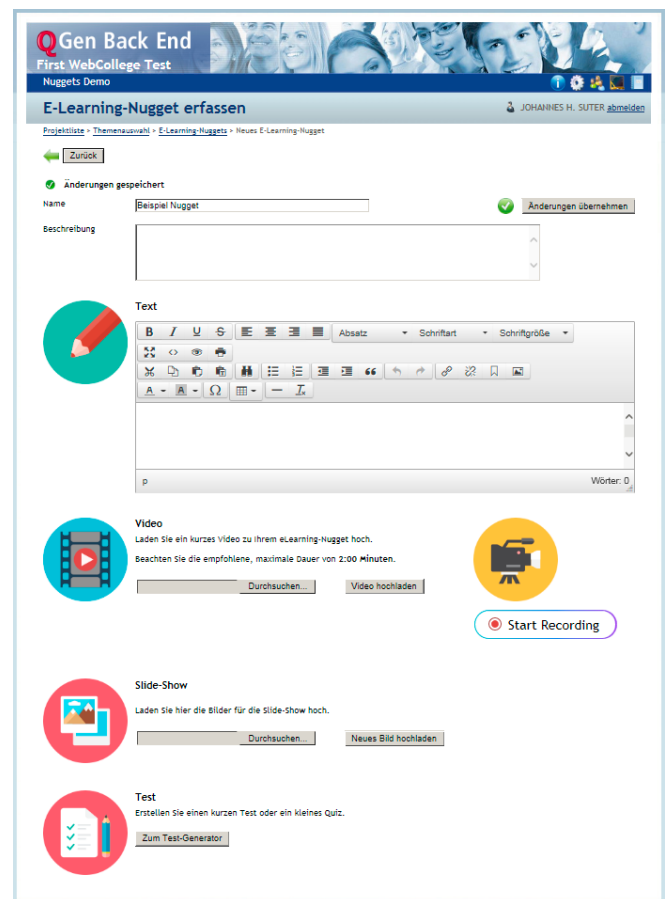 QGen Back End
First WebCollege Test
Nuggets Demo
E-Learning-Nugget erfassen
JOHANNES H. SUTER abmelden
Projektliste > Themenauswahl > E-Learning-Nuggets > Neues E-Learning-Nugget
Zurück
Änderungen gespeichert
Name
Beispiel Nugget
Änderungen übernehmen
Beschreibung
Text
B I U S Absatz Schriftart Schriftgröße
A A Ω Ix
p Wörter: 0
Video
Laden Sie ein kurzes Video zu Ihrem eLearning-Nugget hoch.
Beachten Sie die empfohlene, maximale Dauer von 2:00 Minuten.
Durchsuchen... Video hochladen
Start Recording
Slide-Show
Laden Sie hier die Bilder für die Slide-Show hoch.
Durchsuchen... Neues Bild hochladen
Test
Erstellen Sie einen kurzen Test oder ein kleines Quiz.
Zum Test-Generator